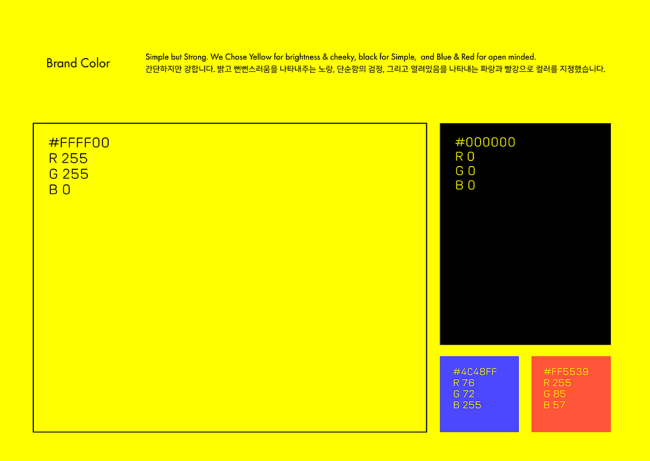 Brand Color
Simple but Strong. We Chose Yellow for brightness & cheeky, black for Simple,  and Blue & Red for open minded.
간단하지만 강합니다. 밝고 뻔뻔스러움을 나타내주는 노랑, 단순함의 검정, 그리고 열려있음을 나타내는 파랑과 빨강으로 컬러를 지정했습니다.
#FFFF00
R 255
G 255
B 0
#000000
R 0
G 0
B 0
#4C48FF
R 76
G 72
B 255
#FF5539
R 255
G 85
B 57